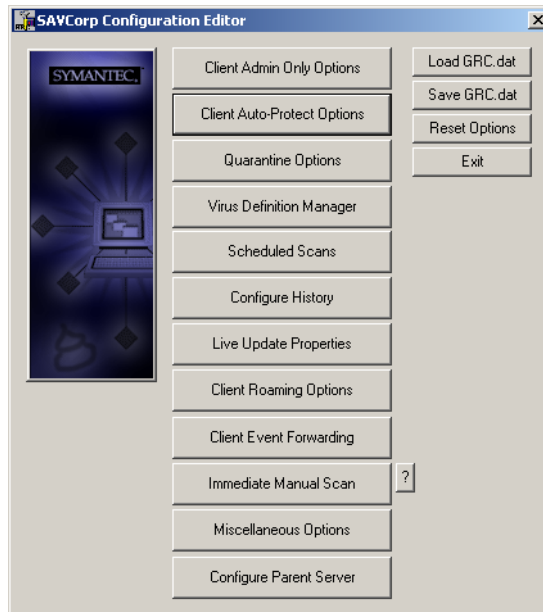 SAVCorp Configuration Editor
SYMANTEC.
Client Admin Only Options
Client Auto-Protect Options
Quarantine Options
Virus Definition Manager
Scheduled Scans
Configure History
Live Update Properties
Client Roaming Options
Client Event Forwarding
Immediate Manual Scan
?
Miscellaneous Options
Configure Parent Server
Load GRC.dat
Save GRC.dat
Reset Options
Exit